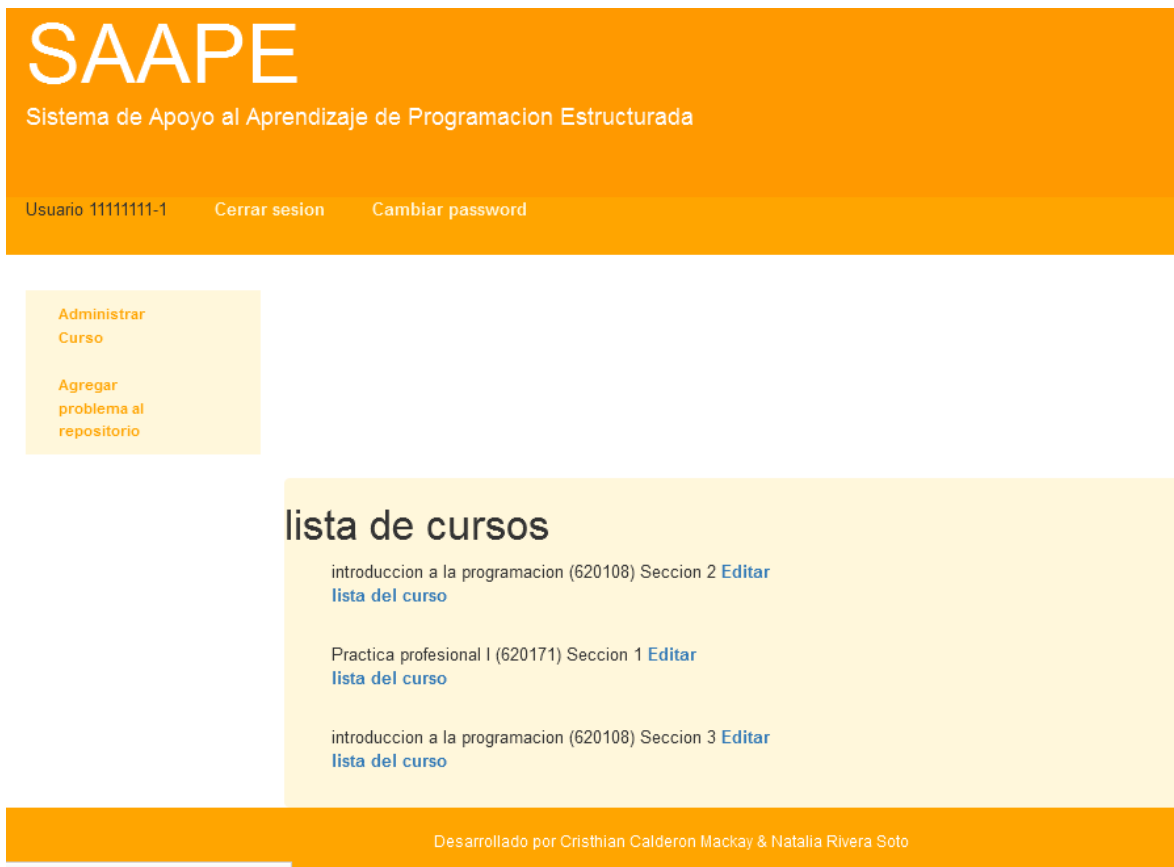 SAAPE
Sistema de Apoyo al Aprendizaje de Programacion Estructurada
Usuario 11111111-1 Cerrar sesion Cambiar password
Administrar
Curso
Agregar
problema al
repositorio
lista de cursos
introduccion a la programacion (620108) Seccion 2 Editar
lista del curso
Practica profesional I (620171) Seccion 1 Editar
lista del curso
introduccion a la programacion (620108) Seccion 3 Editar
lista del curso
Desarrollado por Cristhian Calderon Mackay & Natalia Rivera Soto